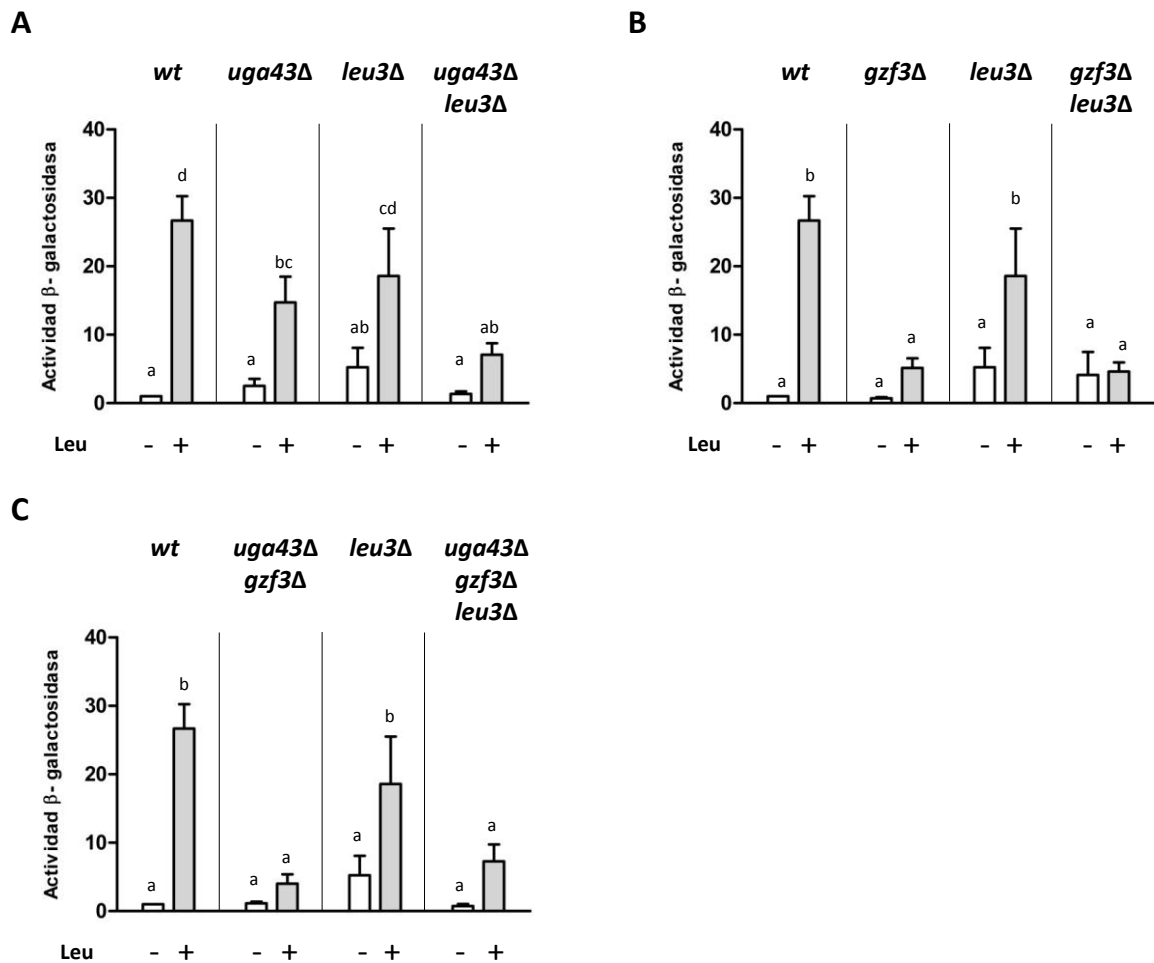 A
wt uga43Δ leu3Δ uga43Δ
leu3Δ
Actividad β- galactosidasa
40
30
20
10
0
a d a bc ab cd a ab
Leu - + - + - + - +
B
wt gzf3Δ leu3Δ gzf3Δ
leu3Δ
Actividad β- galactosidasa
40
30
20
10
0
a b a a a b a a
Leu - + - + - + - +
C
wt uga43Δ leu3Δ uga43Δ
gzf3Δ gzf3Δ
leu3Δ
Actividad β- galactosidasa
40
30
20
10
0
a b a a a b a a
Leu - + - + - + - +